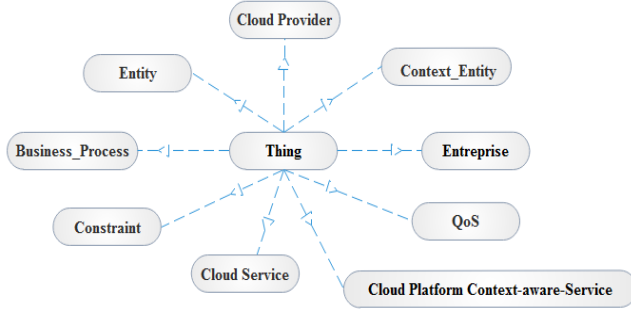 Cloud Provider
Entity
Context_Entity
Business_Process
Thing
Entreprise
Constraint
QoS
Cloud Service
Cloud Platform Context-aware-Service